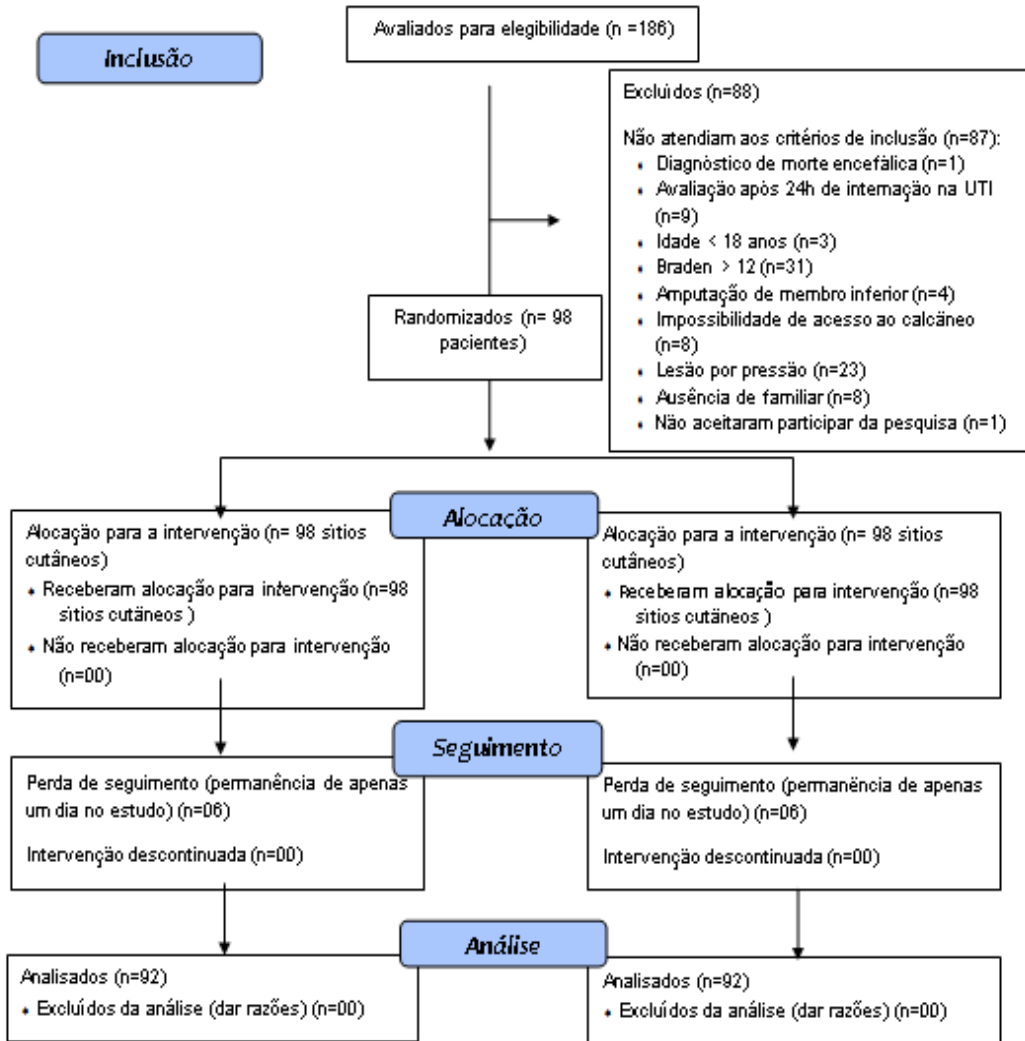 Avaliados para elegibilidade (n =186)
Inclusão
Excluídos (n=88)
Não atendiam aos critérios de inclusão (n=87):
• Diagnóstico de morte encefálica (n=1)
• Avaliação após 24h de internação na UTI
(n=9)
• Idade < 18 anos (n=3)
• Braden > 12 (n=31)
• Amputação de membro inferior (n=4)
• Impossibilidade de acesso ao calcâneo
(n=8)
• Lesão por pressão (n=23)
• Ausência de familiar (n=8)
• Não aceitaram participar da pesquisa (n=1)
Randomizados (n= 98
pacientes)
Alocação
Alocação para a intervenção (n= 98 sítios
cutâneos)
• Receberam alocação para intervenção (n=98
sítios cutâneos )
• Não receberam alocação para intervenção
(n=00)
Alocação para a intervenção (n= 98 sítios
cutâneos)
• Receberam alocação para intervenção (n=98
sítios cutâneos )
• Não receberam alocação para intervenção
(n=00)
Seguimento
Perda de seguimento (permanência de apenas
um dia no estudo) (n=06)
Intervenção descontinuada (n=00)
Perda de seguimento (permanência de apenas
um dia no estudo) (n=06)
Intervenção descontinuada (n=00)
Análise
Analisados (n=92)
• Excluídos da análise (dar razões) (n=00)
Analisados (n=92)
• Excluídos da análise (dar razões) (n=00)